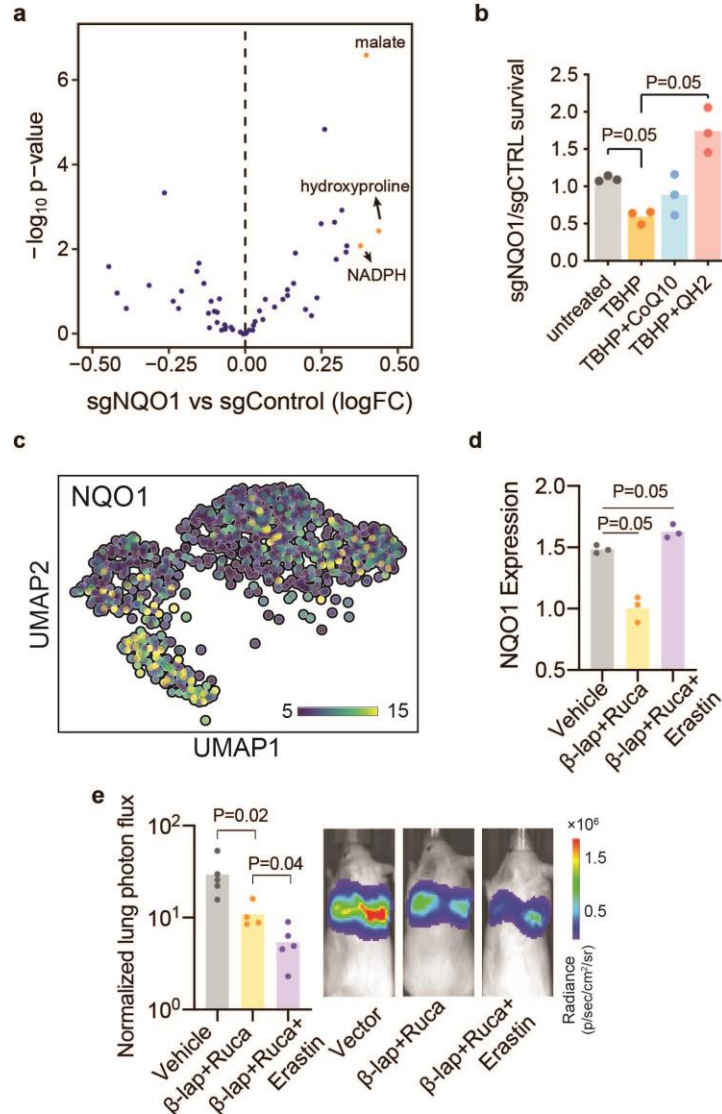 a
malate
6
hydroxyproline
4
2
NADPH
0
−0.50
−0.25
0.00
0.25
0.50
−log10 p-value
sgNQO1 vs sgControl (logFC)
b
2.5
P=0.05
2.0
P=0.05
1.5
1.0
0.5
0.0
sgNQO1/sgCTRL survival
untreated
TBHP
TBHP+CoQ10
TBHP+QH2
c
NQO1
5
15
UMAP2
UMAP1
d
2.0
P=0.05
P=0.05
1.5
1.0
0.5
NQO1 Expression
Vehicle
β-lap+Ruca
β-lap+Ruca+
Erastin
e
10²
P=0.02
P=0.04
10¹
10⁰
Normalized lung photon flux
Vehicle
β-lap+Ruca
β-lap+Ruca+
Erastin
Vector
β-lap+Ruca
β-lap+Ruca+
Erastin
×10⁶
1.5
0.5
Radiance
(p/sec/cm²/sr)